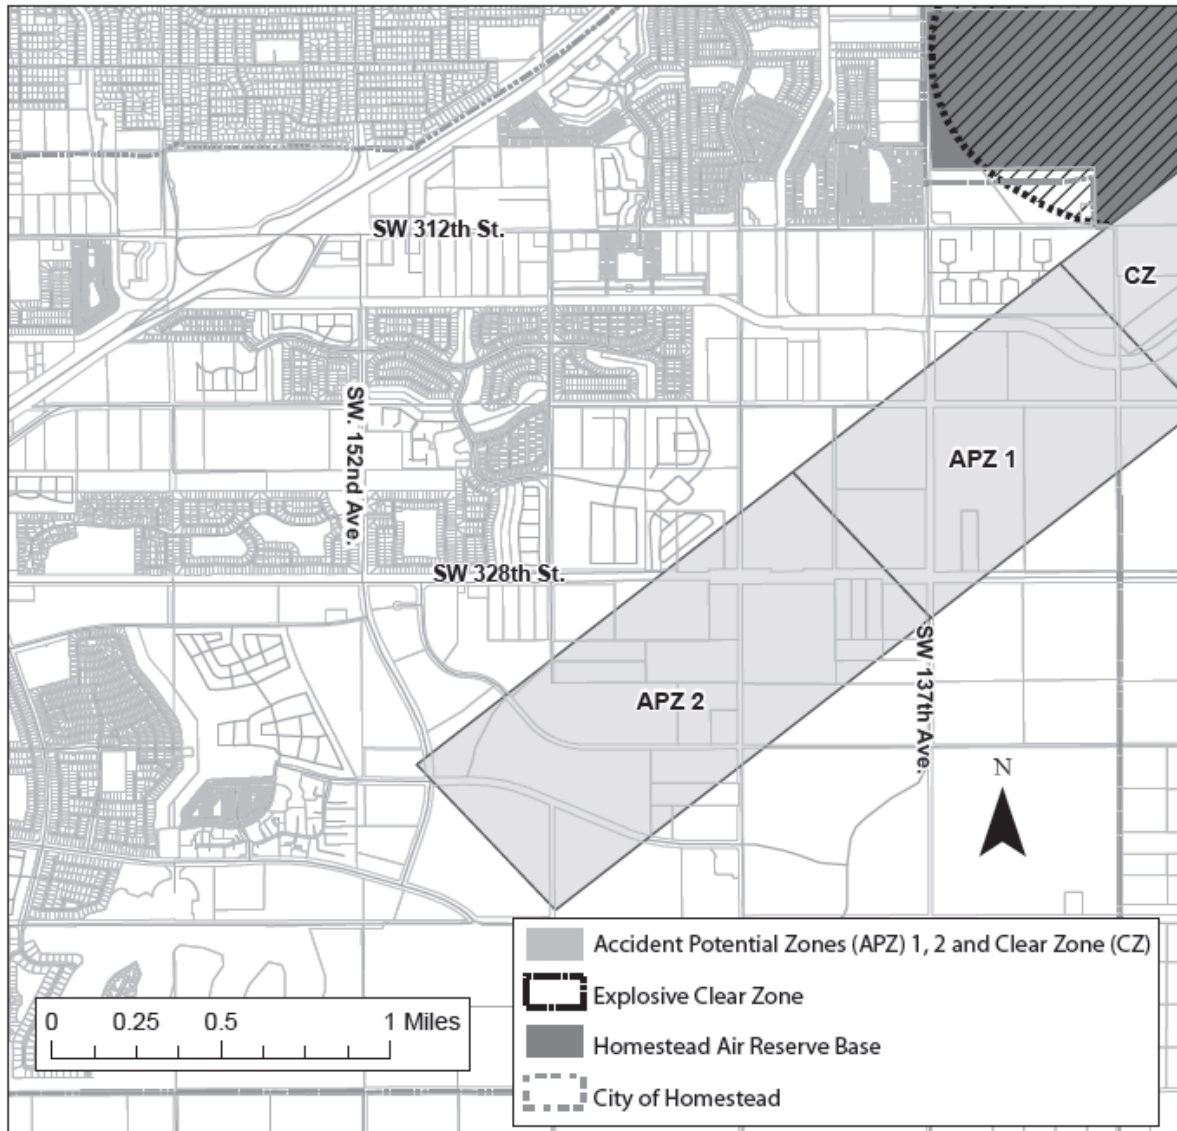 SW 312th St.
CZ
SW. 152nd Ave.
APZ 1
SW 328th St.
APZ 2
SW 137th Ave.
N
Accident Potential Zones (APZ) 1, 2 and Clear Zone (CZ)
Explosive Clear Zone
Homestead Air Reserve Base
City of Homestead
0 0.25 0.5 1 Miles